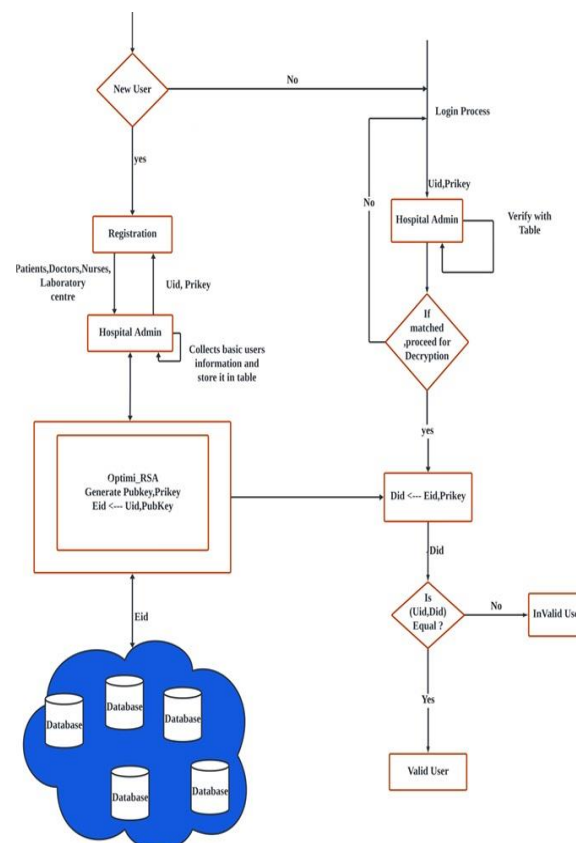 New User
No
Login Process
yes
Uid,Prikey
No
Hospital Admin
Verify with
Table
Registration
Patients,Doctors,Nurses,
Laboratory
centre
Uid, Prikey
If
matched
,proceed for
Decryption
Hospital Admin
Collects basic users
information and
store it in table
yes
Optimi_RSA
Generate Pubkey,Prikey
Eid <--- Uid,PubKey
Did <--- Eid,Prikey
Did
Is
(Uid,Did)
Equal ?
No
InValid Use
Eid
Yes
Database
Database
Database
Database
Database
Valid User